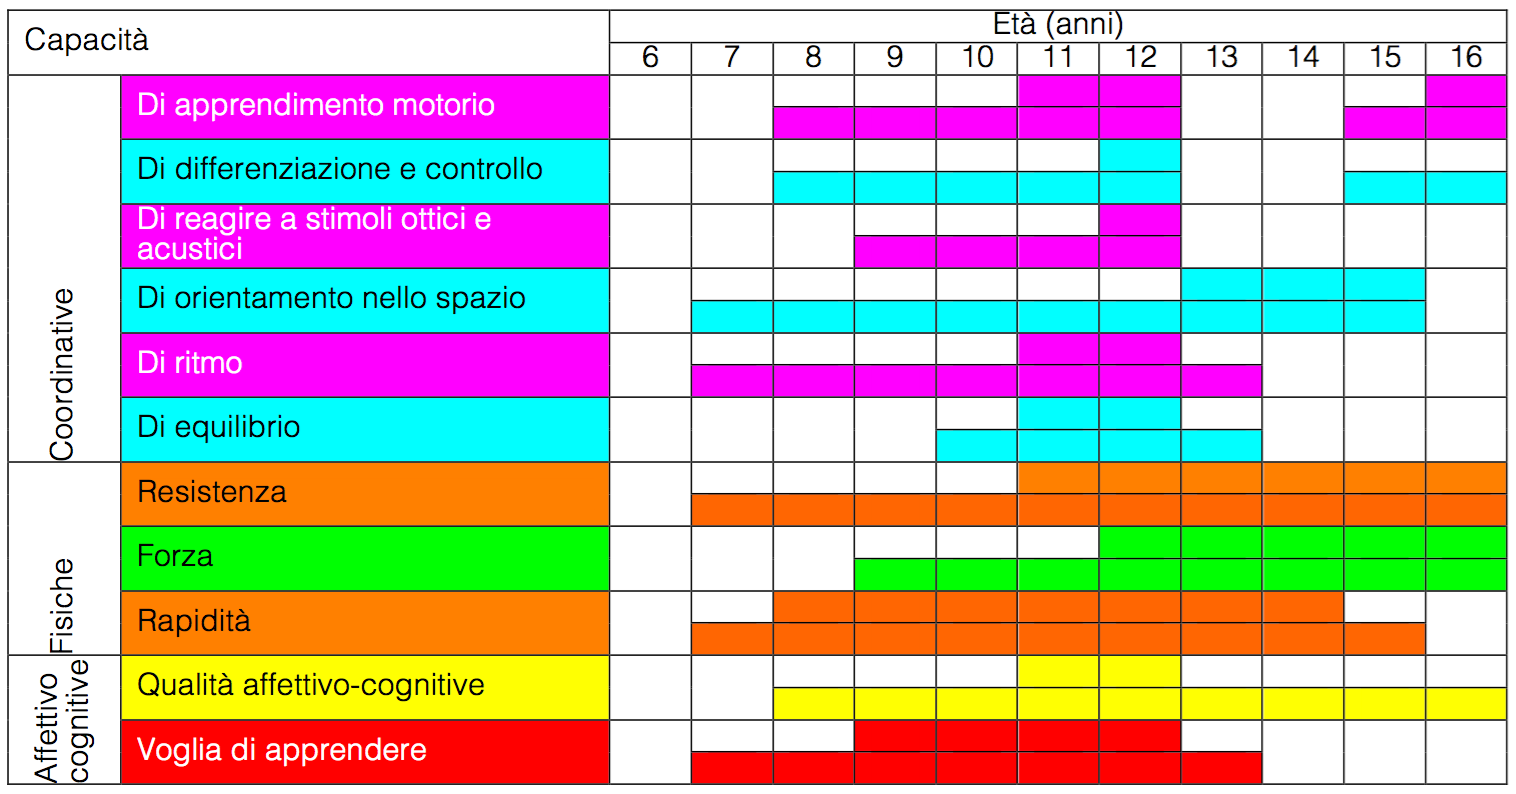 Capacità
Età (anni)
6 7 8 9 10 11 12 13 14 15 16
Coordinative
Di apprendimento motorio
Di differenziazione e controllo
Di reagire a stimoli ottici e
acustici
Di orientamento nello spazio
Di ritmo
Di equilibrio
Fisiche
Resistenza
Forza
Rapidità
Affettivo
cognitive
Qualità affettivo-cognitive
Voglia di apprendere